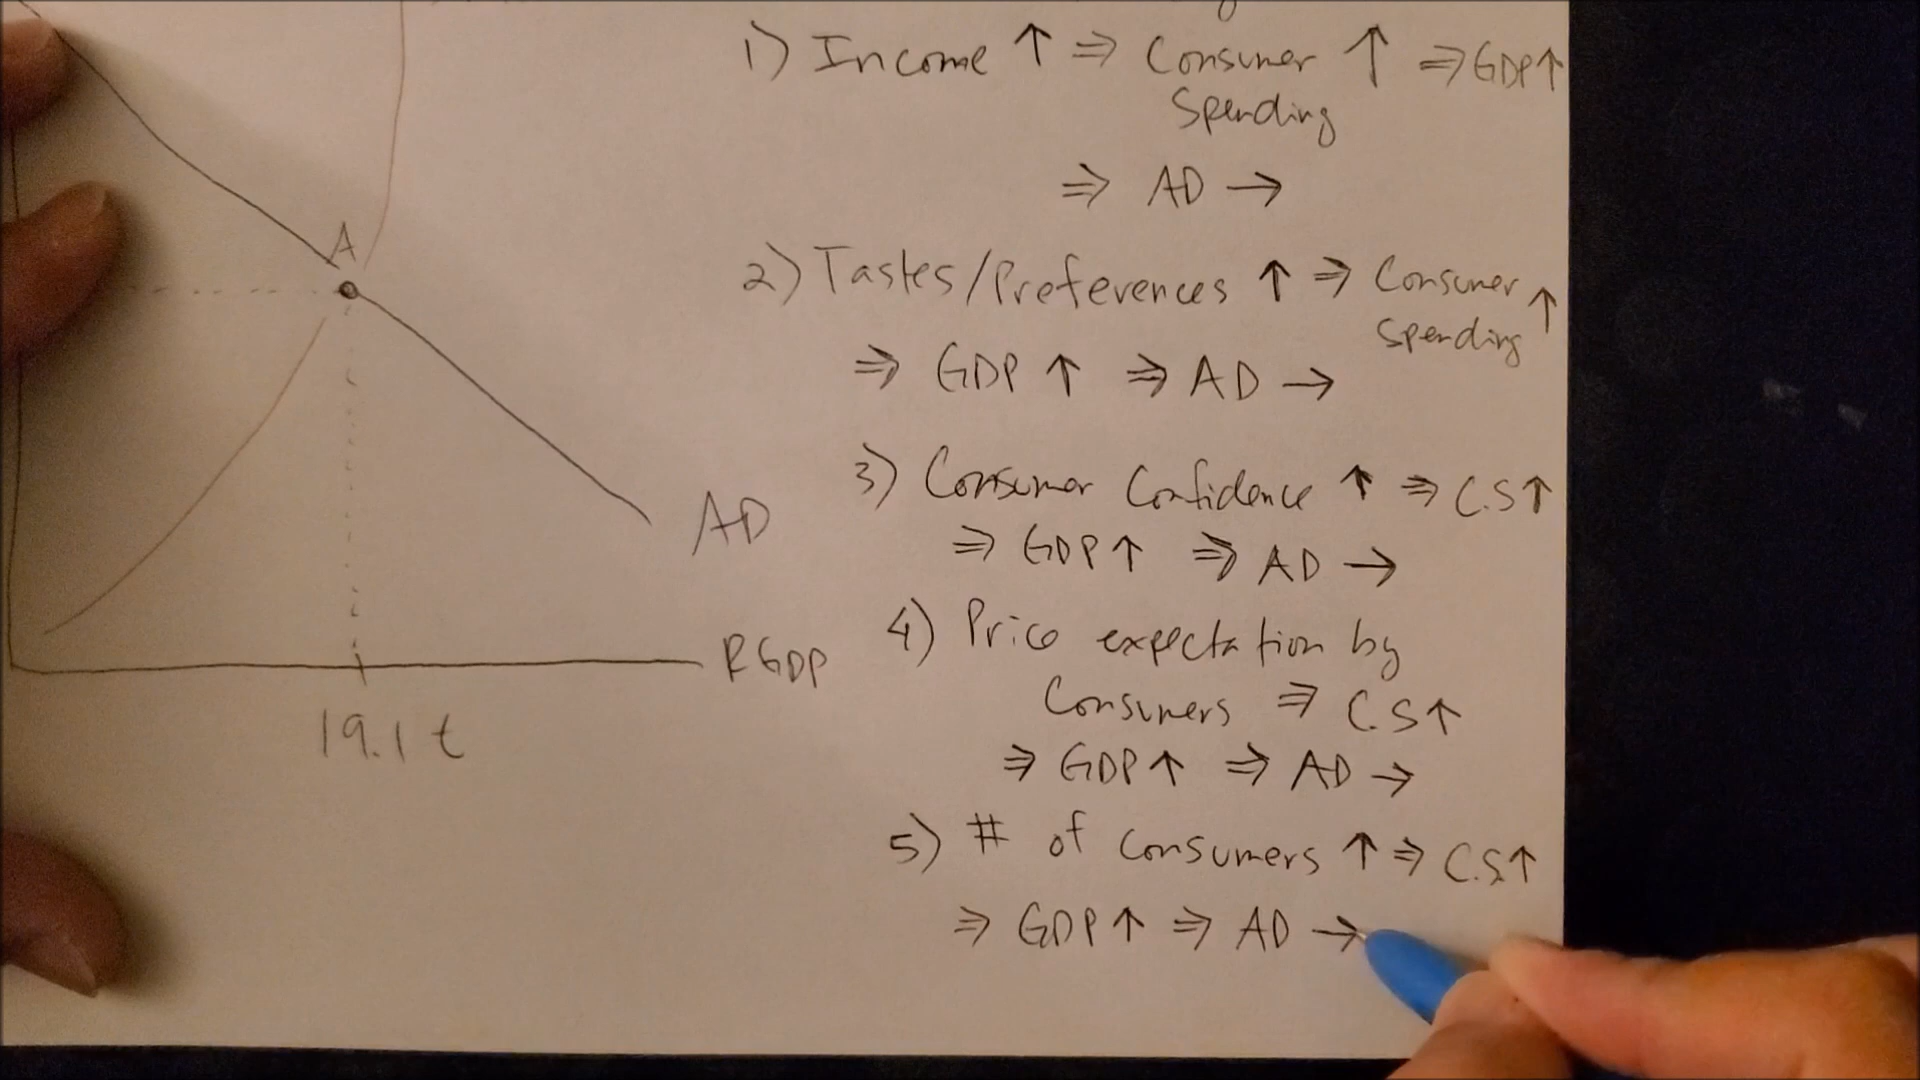 1) Income ↑ ⇒ Consumer ↑ ⇒ GDP↑
Spending
⇒ AD →
2) Tastes/Preferences ↑ ⇒ Consumer ↑
Spending
⇒ GDP ↑ ⇒ AD →
3) Consumer Confidence ↑ ⇒ C.S↑
⇒ GDP↑ ⇒ AD →
4) Price expectation by
Consumers ⇒ C.S↑
⇒ GDP↑ ⇒ AD →
5) # of consumers ↑ ⇒ C.S↑
⇒ GDP↑ ⇒ AD →
A
AD
RGDP
19.1 t